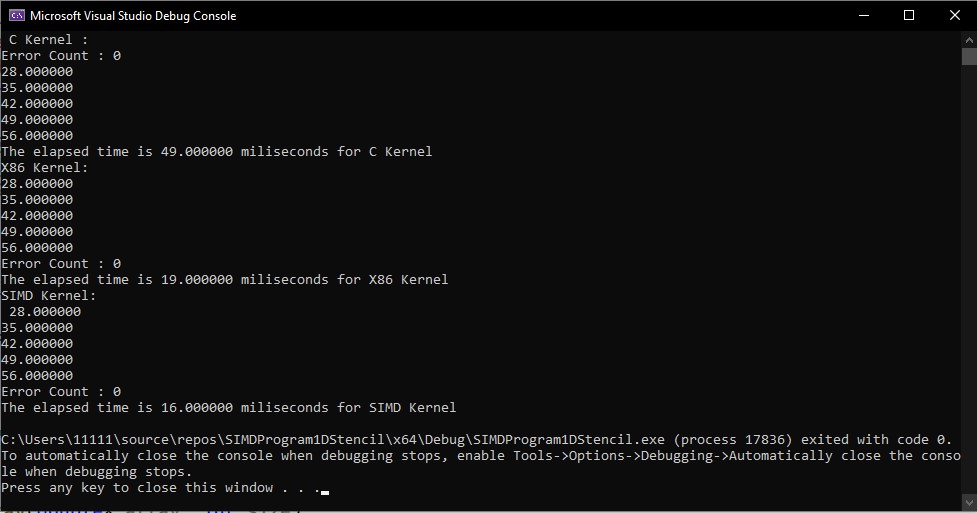 Microsoft Visual Studio Debug Console
C Kernel :
Error Count : 0
28.000000
35.000000
42.000000
49.000000
56.000000
The elapsed time is 49.000000 miliseconds for C Kernel
X86 Kernel:
28.000000
35.000000
42.000000
49.000000
56.000000
Error Count : 0
The elapsed time is 19.000000 miliseconds for X86 Kernel
SIMD Kernel:
28.000000
35.000000
42.000000
49.000000
56.000000
Error Count : 0
The elapsed time is 16.000000 miliseconds for SIMD Kernel
C:\Users\11111\source\repos\SIMDProgram1DStencil\x64\Debug\SIMDProgram1DStencil.exe (process 17836) exited with code 0.
To automatically close the console when debugging stops, enable Tools->Options->Debugging->Automatically close the conso
le when debugging stops.
Press any key to close this window . . .